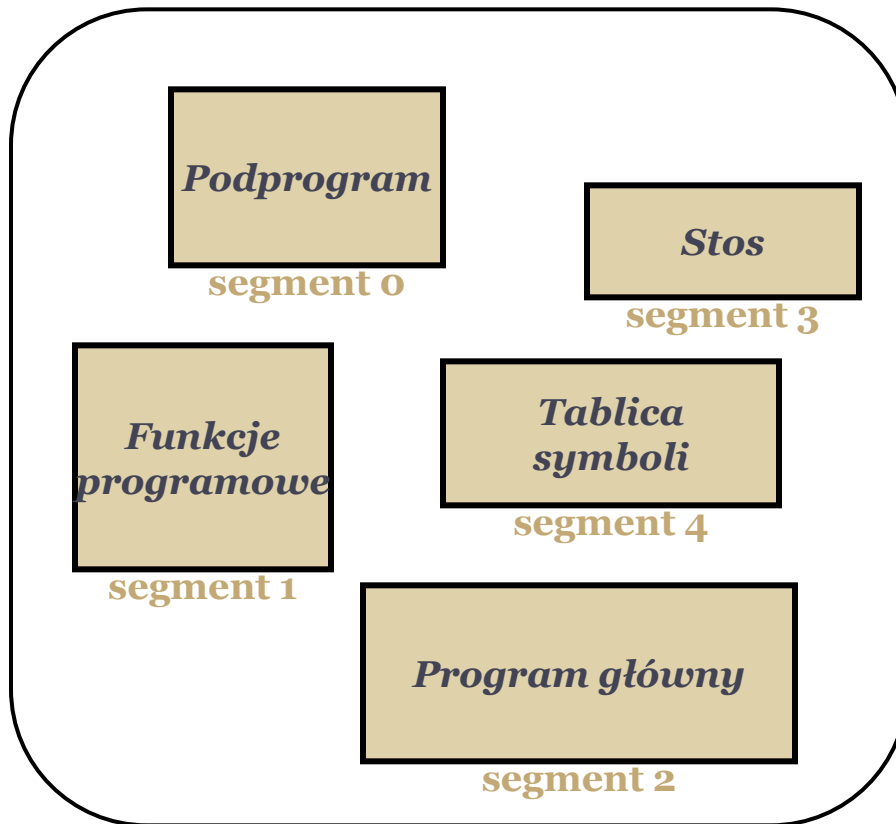 Podprogram
segment 0
Stos
segment 3
Funkcje
programowe
segment 1
Tablica
symboli
segment 4
Program główny
segment 2